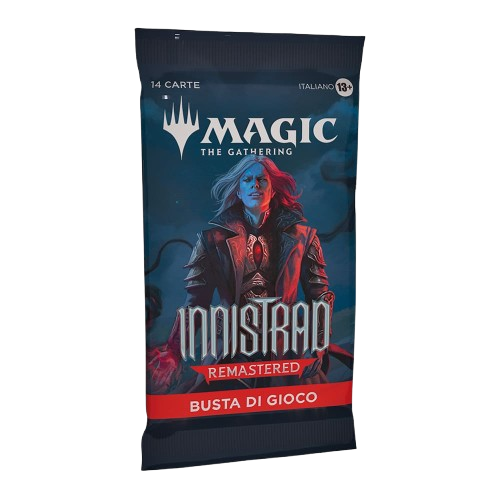 14 CARTE
ITALIANO 13+
MAGIC
THE GATHERING
INNISTRAD
REMASTERED
BUSTA DI GIOCO